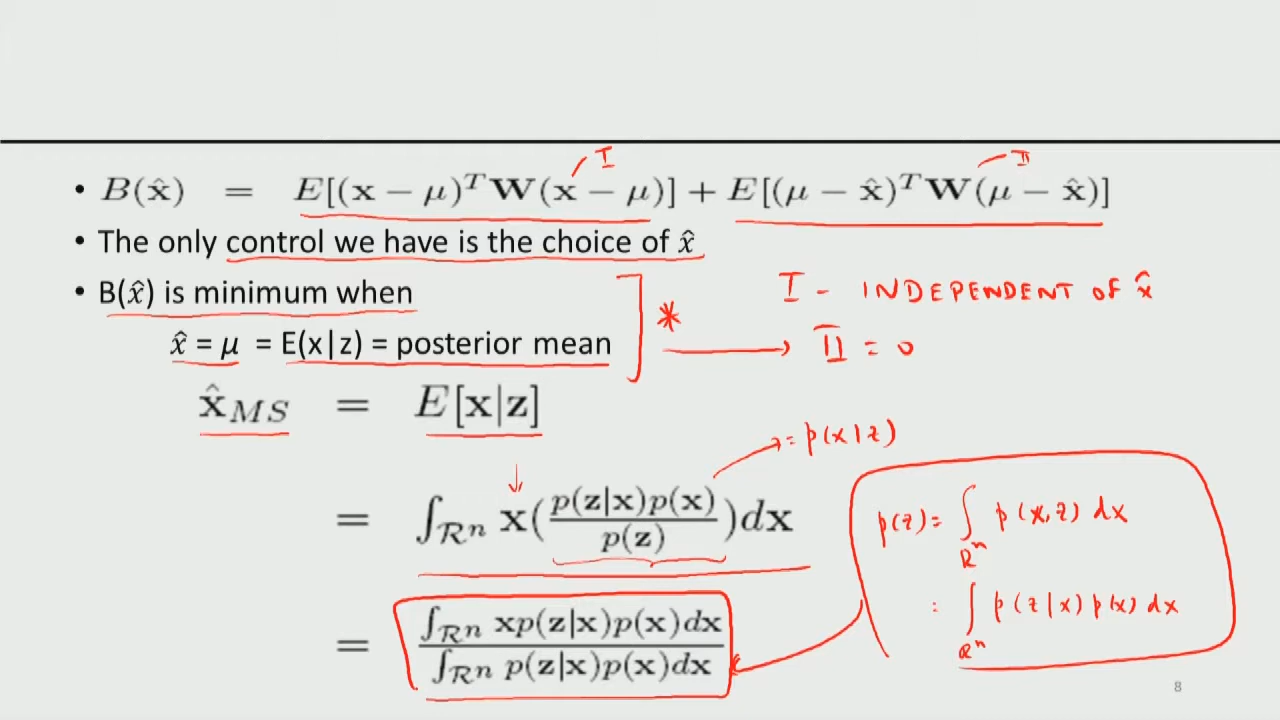 I II
• B(x̂) = E[(x − μ)ᵀW(x − μ)] + E[(μ − x̂)ᵀW(μ − x̂)]
• The only control we have is the choice of x̂
• B(x̂) is minimum when
I - INDEPENDENT OF x̂
x̂ = μ = E(x|z) = posterior mean
* II = 0
x̂_MS = E[x|z]
= p(x|z)
= ∫_ℛⁿ x(p(z|x)p(x)/p(z))dx
p(z) = ∫_Rⁿ p(x,z) dx
= ∫_ℛⁿ xp(z|x)p(x)dx / ∫_ℛⁿ p(z|x)p(x)dx
: ∫_Rⁿ p(z|x) p(x) dx
8